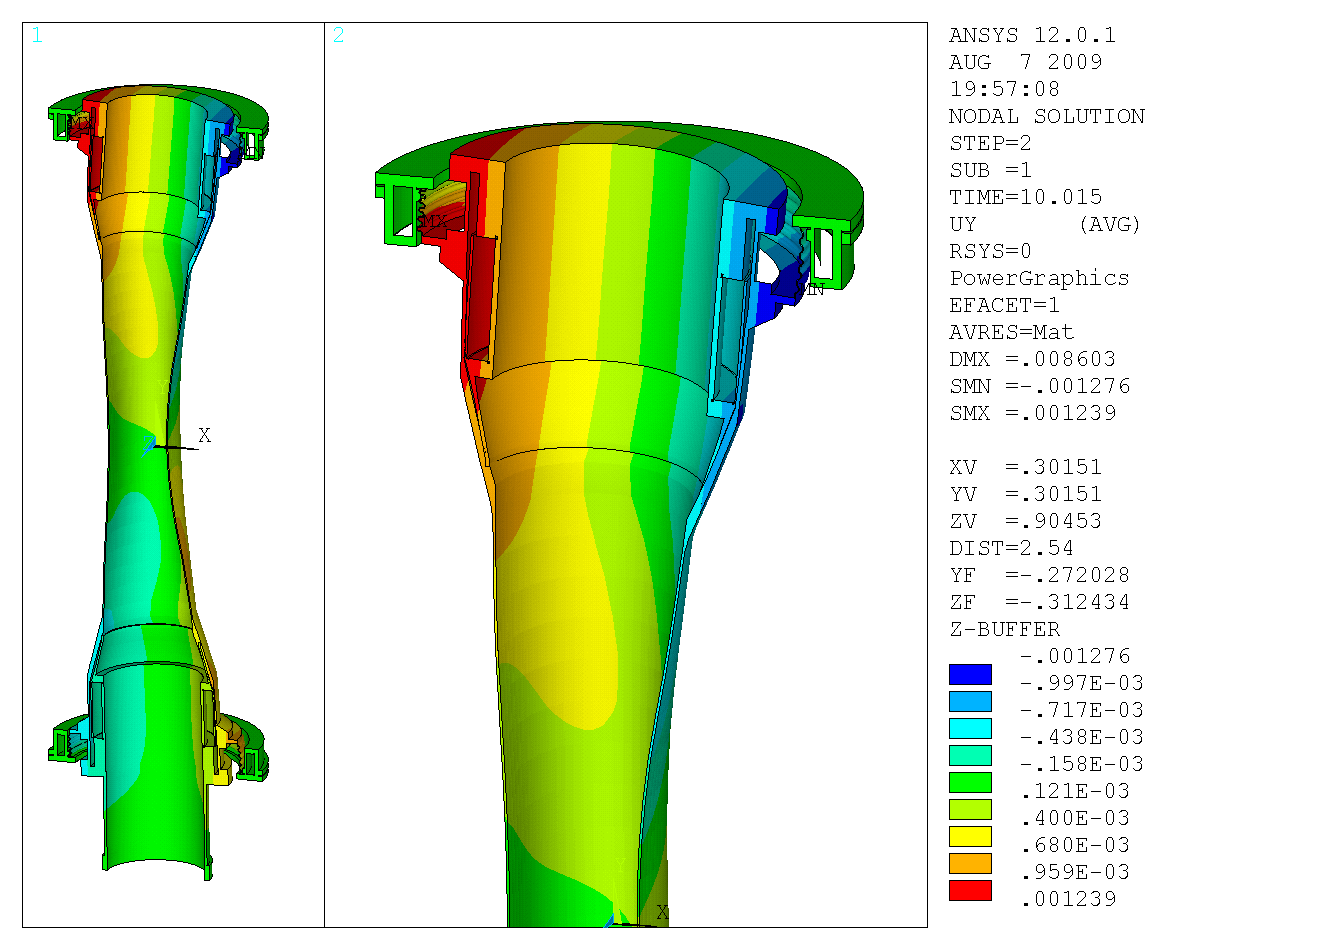 1
2
ANSYS 12.0.1
AUG  7 2009
19:57:08
NODAL SOLUTION
STEP=2
SUB =1
TIME=10.015
UY       (AVG)
RSYS=0
PowerGraphics
EFACET=1
AVRES=Mat
DMX =.008603
SMN =-.001276
SMX =.001239
XV  =.30151
YV  =.30151
ZV  =.90453
DIST=2.54
YF  =-.272028
ZF  =-.312434
Z-BUFFER
-.001276
-.997E-03
-.717E-03
-.438E-03
-.158E-03
.121E-03
.400E-03
.680E-03
.959E-03
.001239
MX
MN
Y
Z
X
Y
X